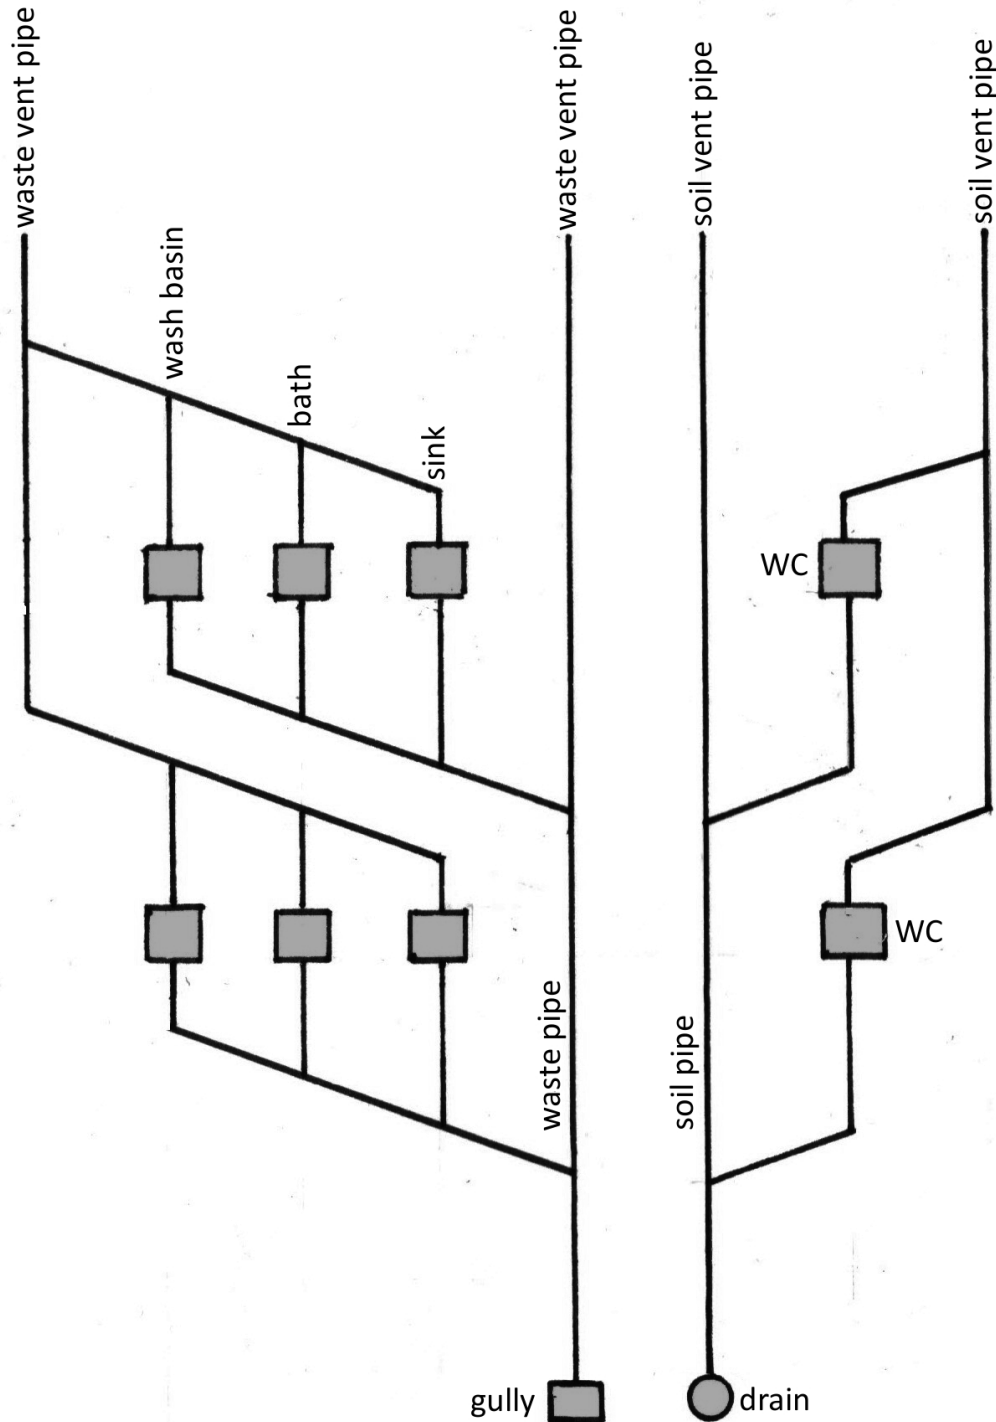 waste vent pipe
waste vent pipe
soil vent pipe
soil vent pipe
wash basin
bath
sink
WC
WC
waste pipe
soil pipe
gully
drain